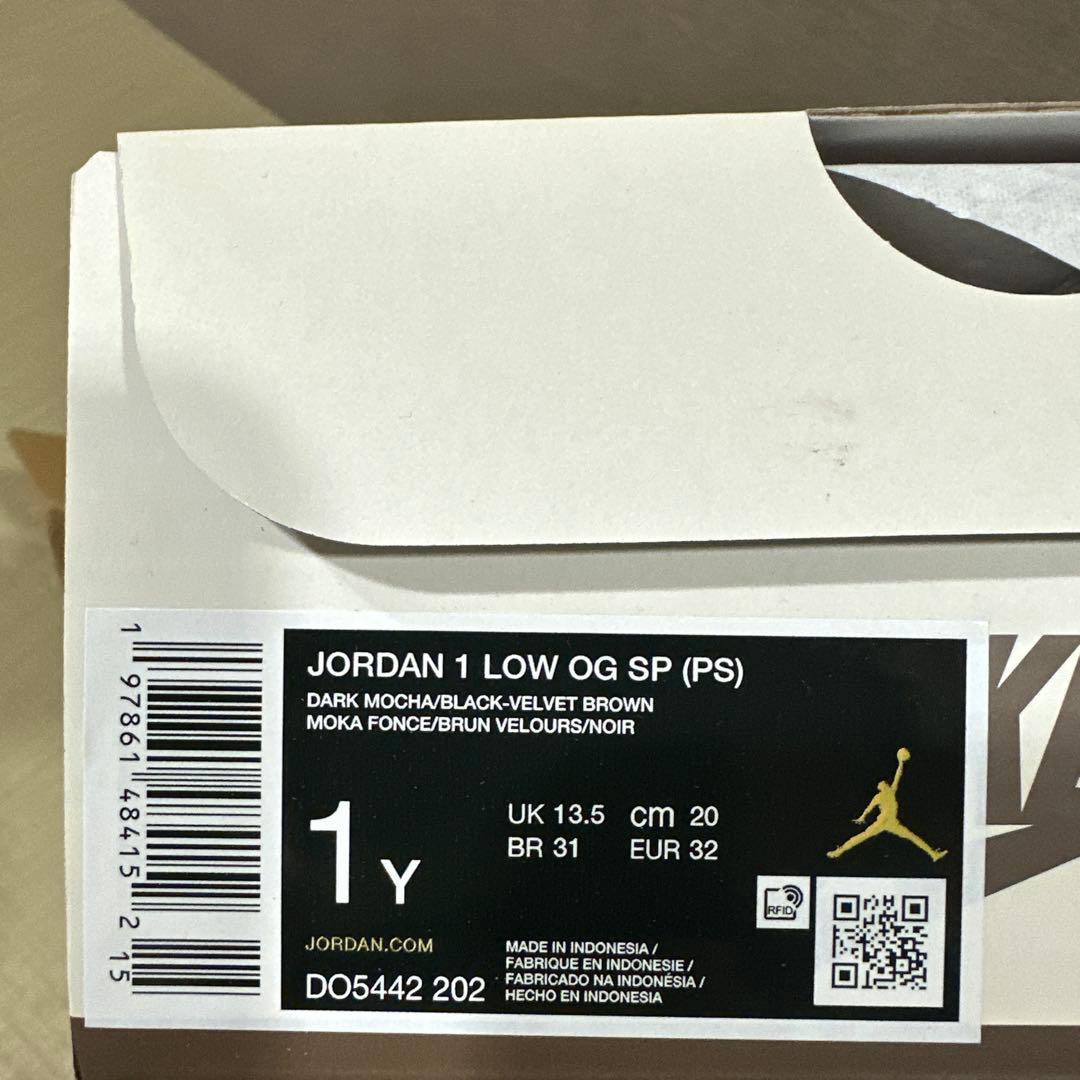 JORDAN 1 LOW OG SP (PS)
DARK MOCHA/BLACK-VELVET BROWN
MOKA FONCE/BRUN VELOURS/NOIR
1Y
UK 13.5 cm 20
BR 31 EUR 32
RFID
JORDAN.COM
DO5442 202
MADE IN INDONESIA /
FABRIQUE EN INDONESIE /
FABRICADO NA INDONÉSIA /
HECHO EN INDONESIA
1 97861 48415 2 15